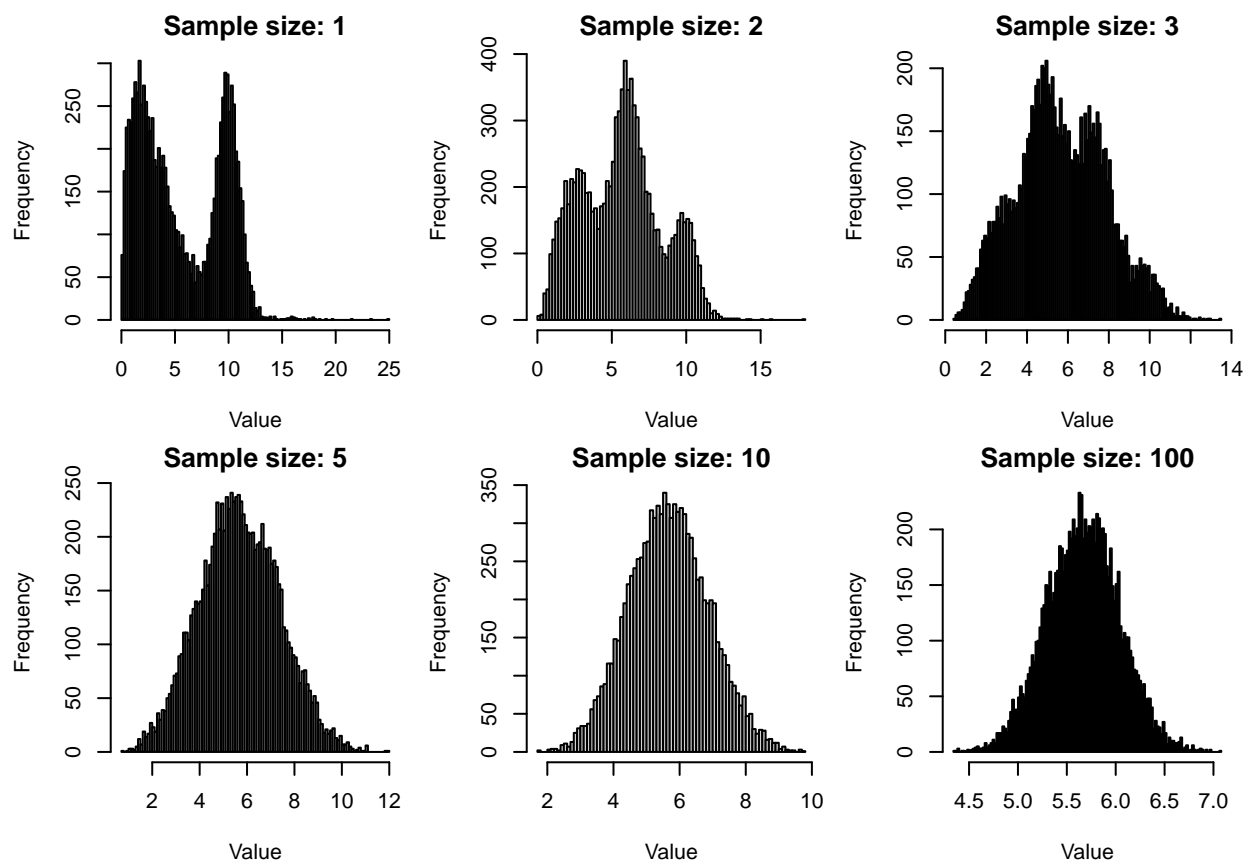 Sample size: 1
Frequency
0 50 150 250
0 5 10 15 20 25
Value
Sample size: 2
Frequency
0 100 200 300 400
0 5 10 15
Value
Sample size: 3
Frequency
0 50 100 150 200
0 2 4 6 8 10 14
Value
Sample size: 5
Frequency
0 50 100 150 200 250
2 4 6 8 10 12
Value
Sample size: 10
Frequency
0 50 150 250 350
2 4 6 8 10
Value
Sample size: 100
Frequency
0 50 100 150 200
4.5 5.0 5.5 6.0 6.5 7.0
Value